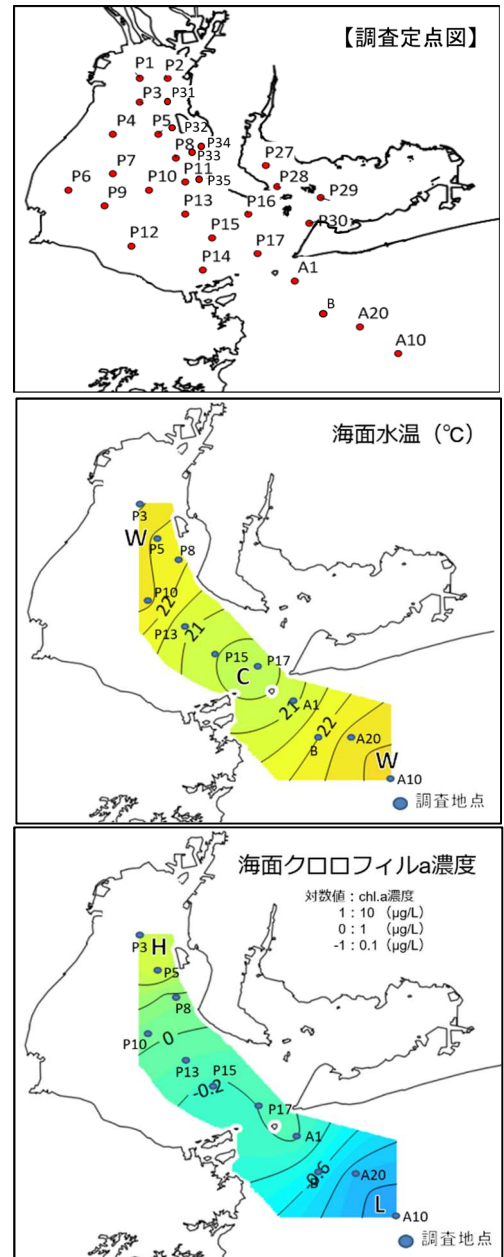 【調査定点図】
P1 P2
P3 P31
P4 P5 P32
P8 P34
P33
P7 P10 P11 P35
P6 P9 P13
P27
P28
P29
P16
P30
P12 P15
P14 P17
A1
B
A20
A10
海面水温（℃）
P3
W
P5
P8
P10
22
P13
21
P15
P17
C
21
A1
22
B
A20
W
A10
調査地点
海面クロロフィルa濃度
対数値：chl.a濃度
1：10 （μg/L）
0：1 （μg/L）
-1：0.1（μg/L）
P3
H
P5
P8
P10
0
P13
P15
-0.2
P17
A1
-0.6
B
A20
L
A10
調査地点